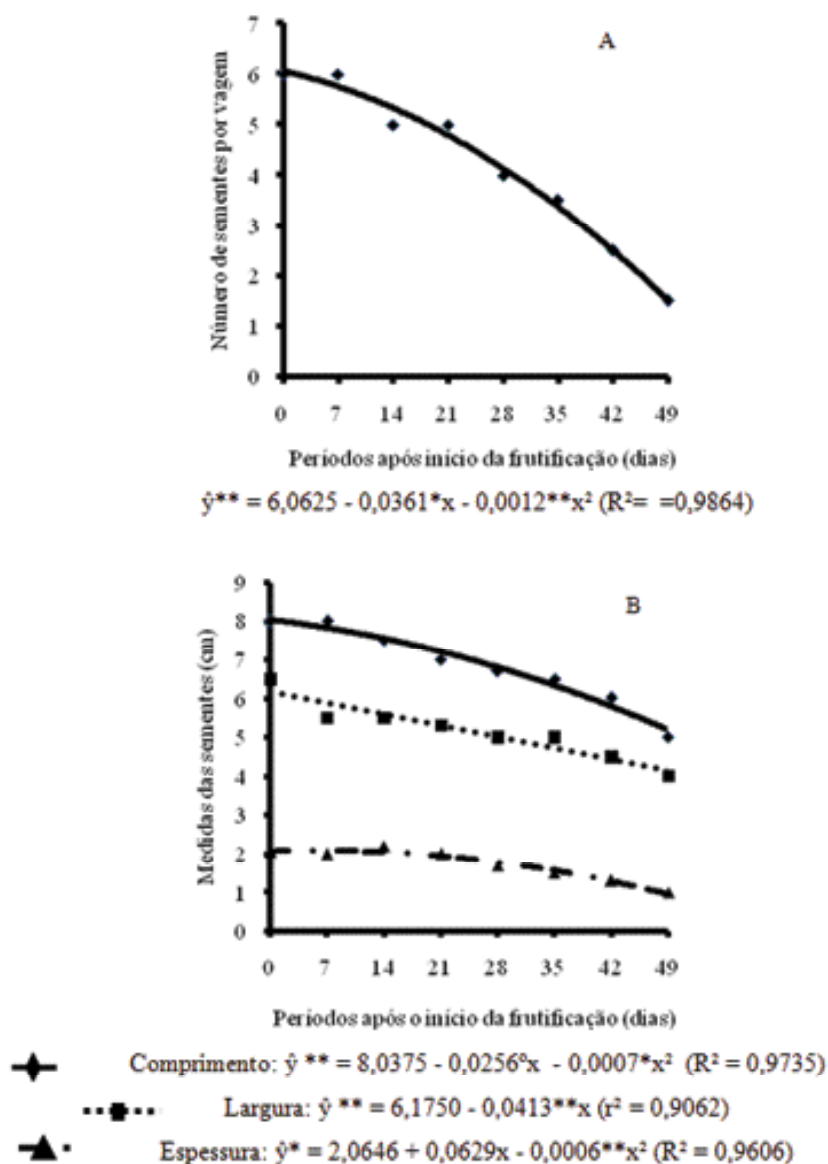 A
Número de sementes por vagem
7
6
5
4
3
2
1
0
0 7 14 21 28 35 42 49
Períodos após início da frutificação (dias)
ŷ** = 6,0625 - 0,0361*x - 0,0012**x² (R²= =0,9864)
B
Medidas das sementes (cm)
9
8
7
6
5
4
3
2
1
0
0 7 14 21 28 35 42 49
Períodos após o início da frutificação (dias)
Comprimento: ŷ ** = 8,0375 - 0,0256ºx - 0,0007*x² (R² = 0,9735)
Largura: ŷ ** = 6,1750 - 0,0413**x (r² = 0,9062)
Espessura: ŷ* = 2,0646 + 0,0629x - 0,0006**x² (R² = 0,9606)